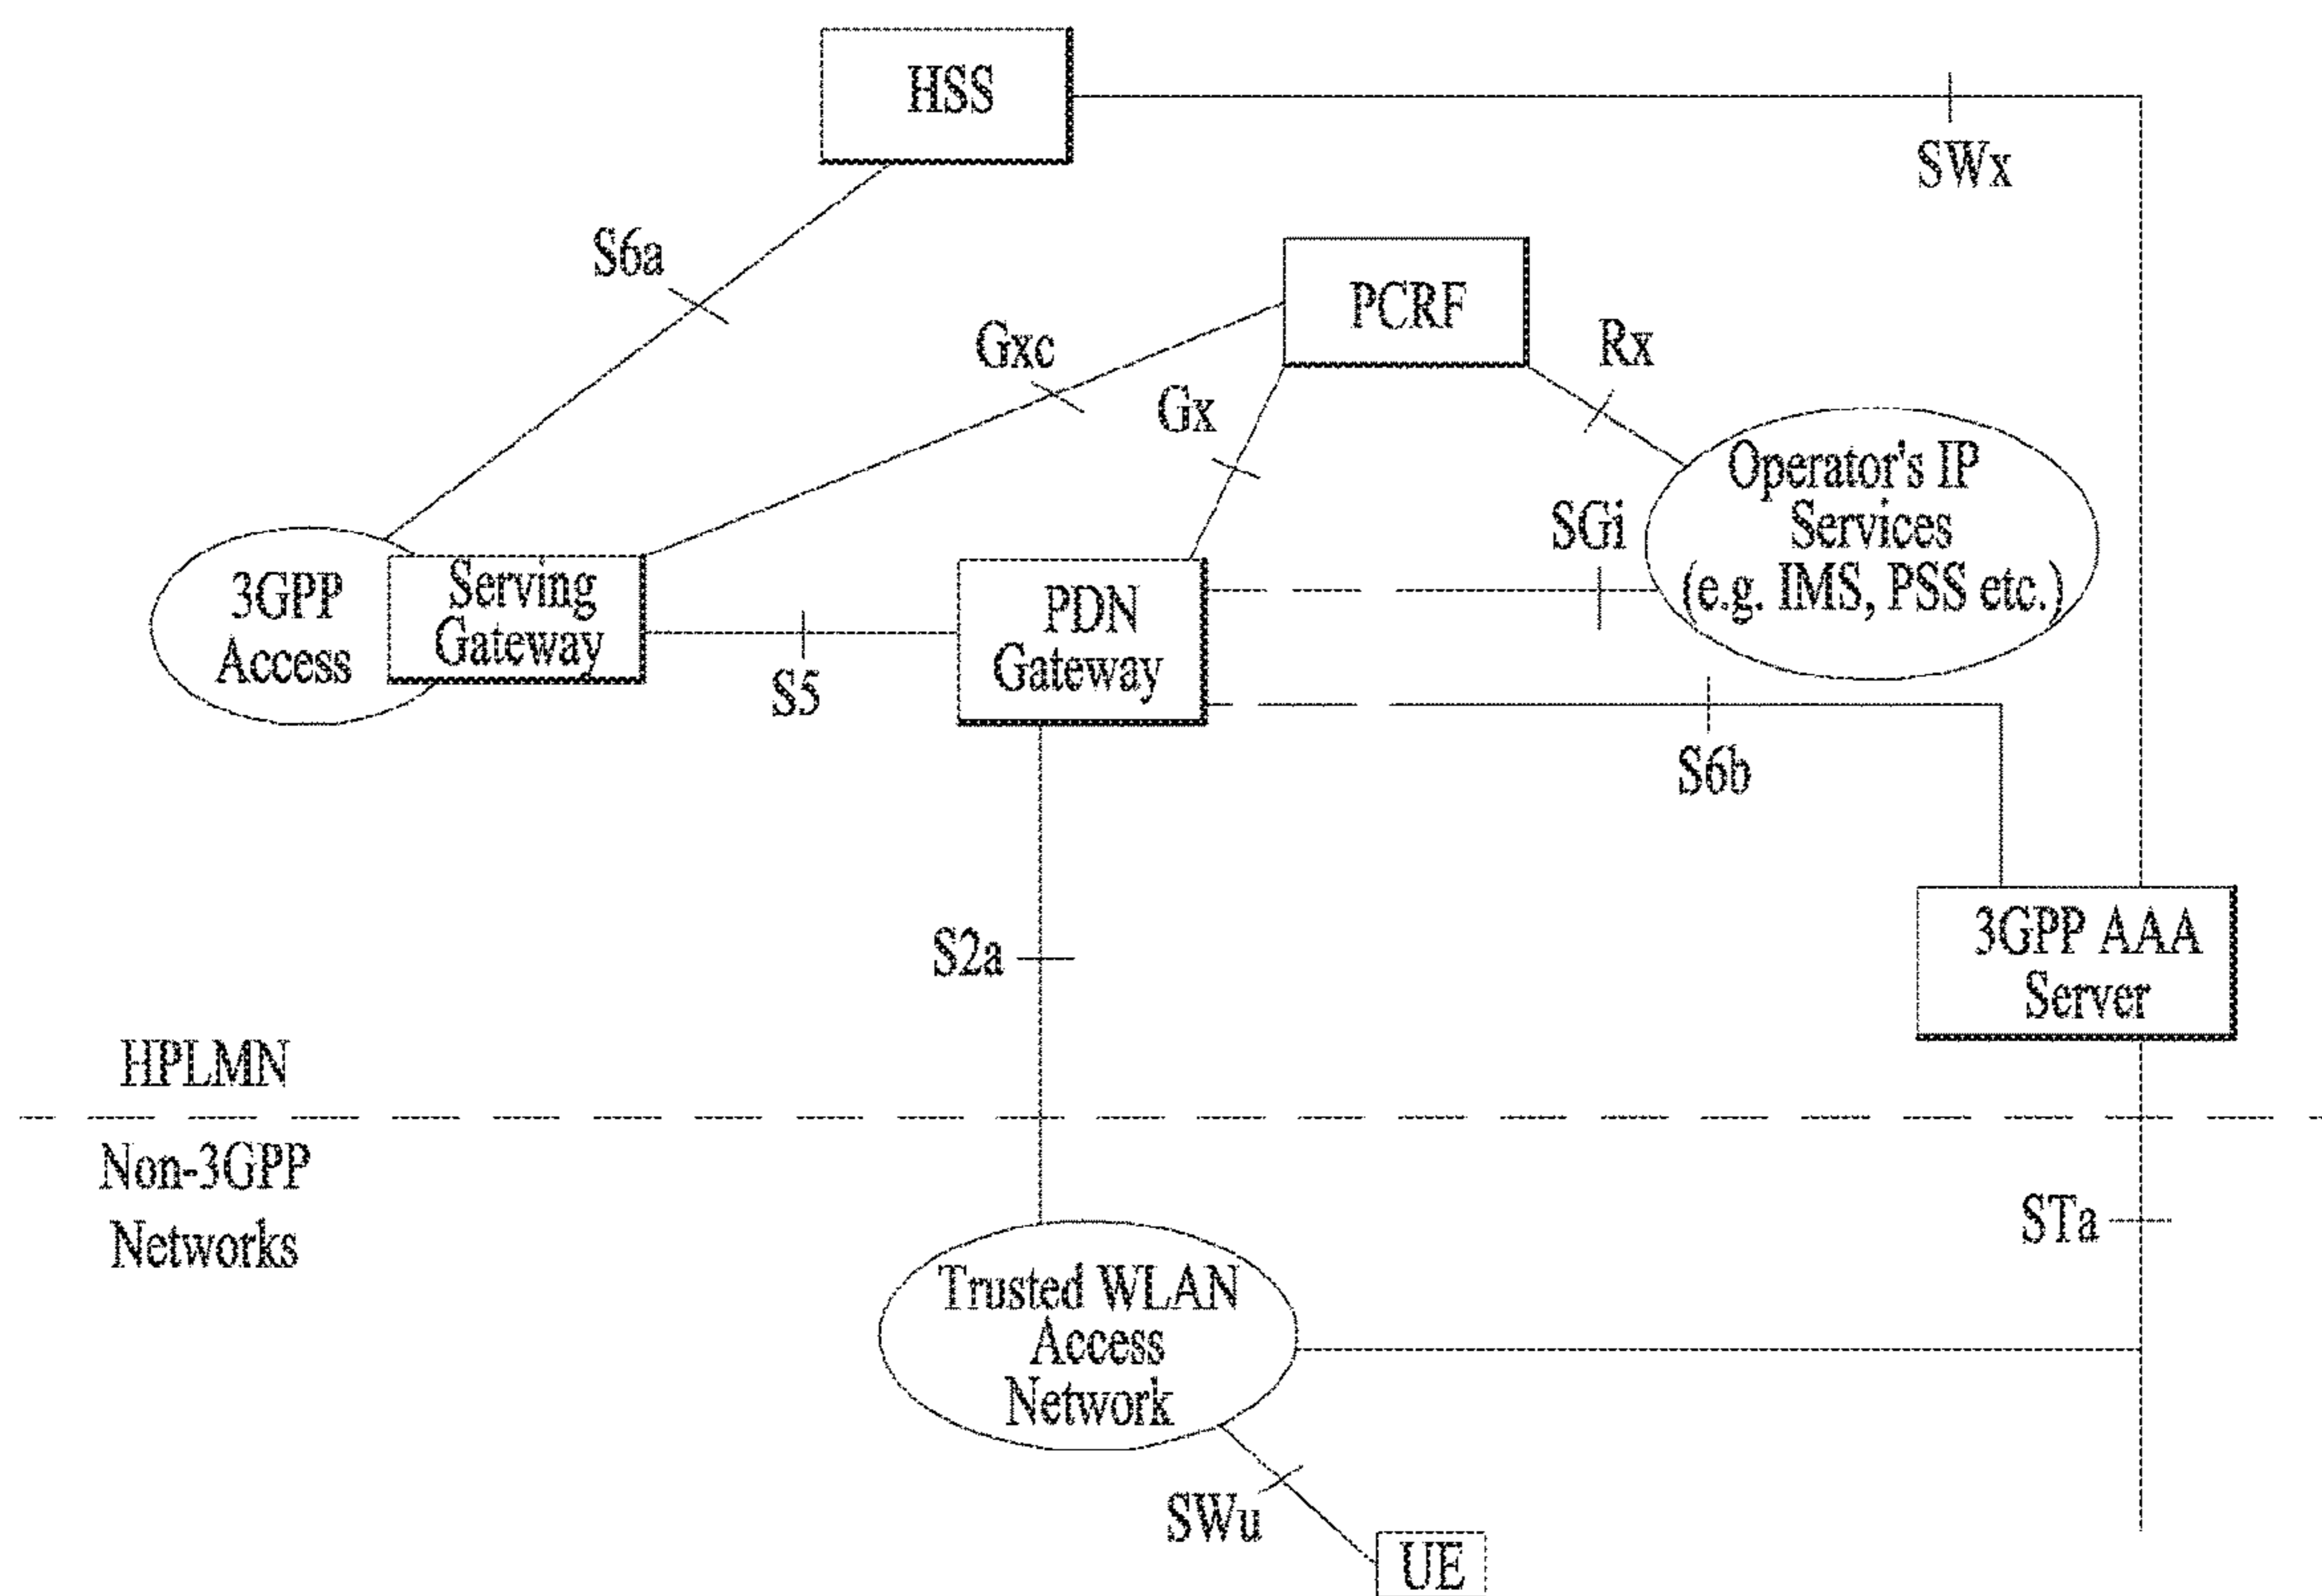 HSS
SWx
S6a
PCRF
Gxc
Rx
Gx
Operator's IP
Services
(e.g. IMS, PSS etc.)
SGi
3GPP
Access
Serving
Gateway
PDN
Gateway
S5
S6b
S2a
3GPP AAA
Server
HPLMN
Non-3GPP
Networks
STa
Trusted WLAN
Access
Network
SWu
UE